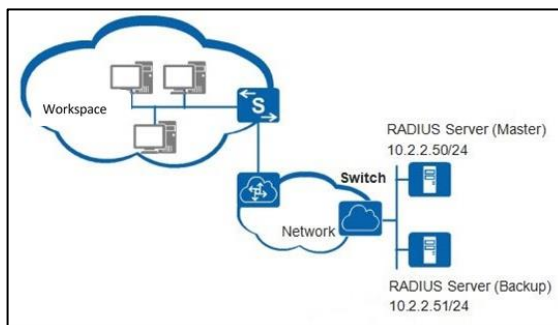 Workspace
S
RADIUS Server (Master)
10.2.2.50/24
Switch
Network
RADIUS Server (Backup)
10.2.2.51/24